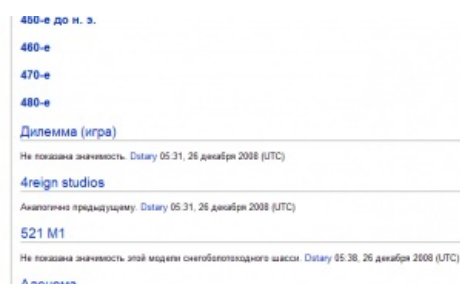 450-е до н. э.
460-е
470-е
480-е
Дилемма (игра)
Не показана значимость. Dstary 05:31, 26 декабря 2008 (UTC)
4reign studios
Аналогично предыдущему. Dstary 05:31, 26 декабря 2008 (UTC)
521 М1
Не показана значимость этой модели снегоболотоходного шасси. Dstary 05:38, 26 декабря 2008 (UTC)